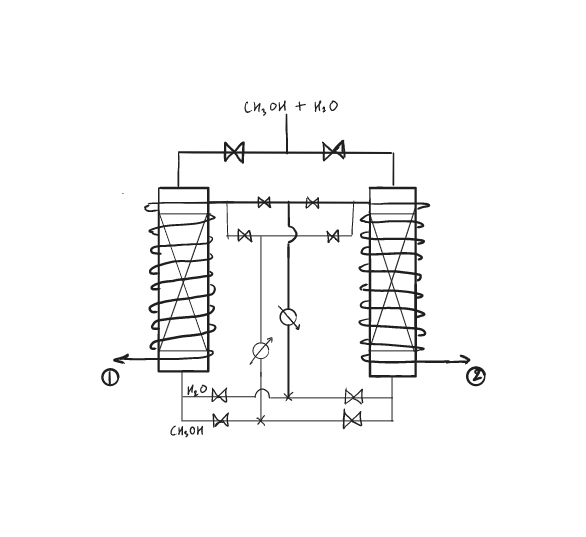 CH₃OH + H₂O
①
②
H₂O
CH₃OH